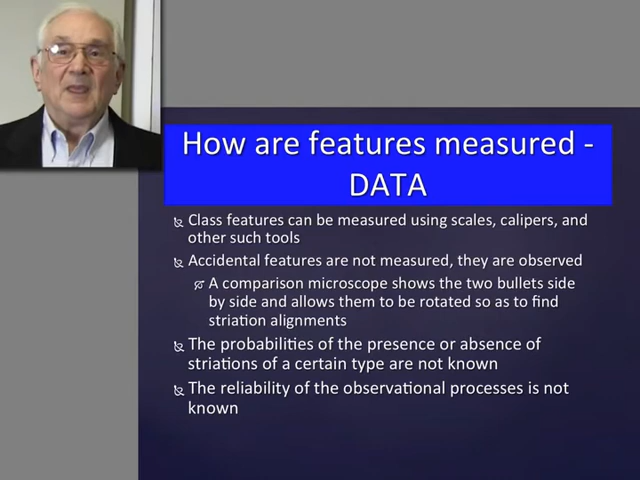 How are features measured -
DATA
Class features can be measured using scales, calipers, and
other such tools
Accidental features are not measured, they are observed
A comparison microscope shows the two bullets side
by side and allows them to be rotated so as to find
striation alignments
The probabilities of the presence or absence of
striations of a certain type are not known
The reliability of the observational processes is not
known